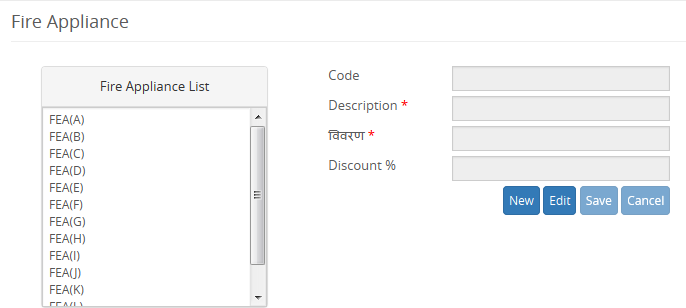 Fire Appliance
Fire Appliance List
FEA(A)
FEA(B)
FEA(C)
FEA(D)
FEA(E)
FEA(F)
FEA(G)
FEA(H)
FEA(I)
FEA(J)
FEA(K)
FEA(L)
Code
Description *
विवरण *
Discount %
New Edit Save Cancel